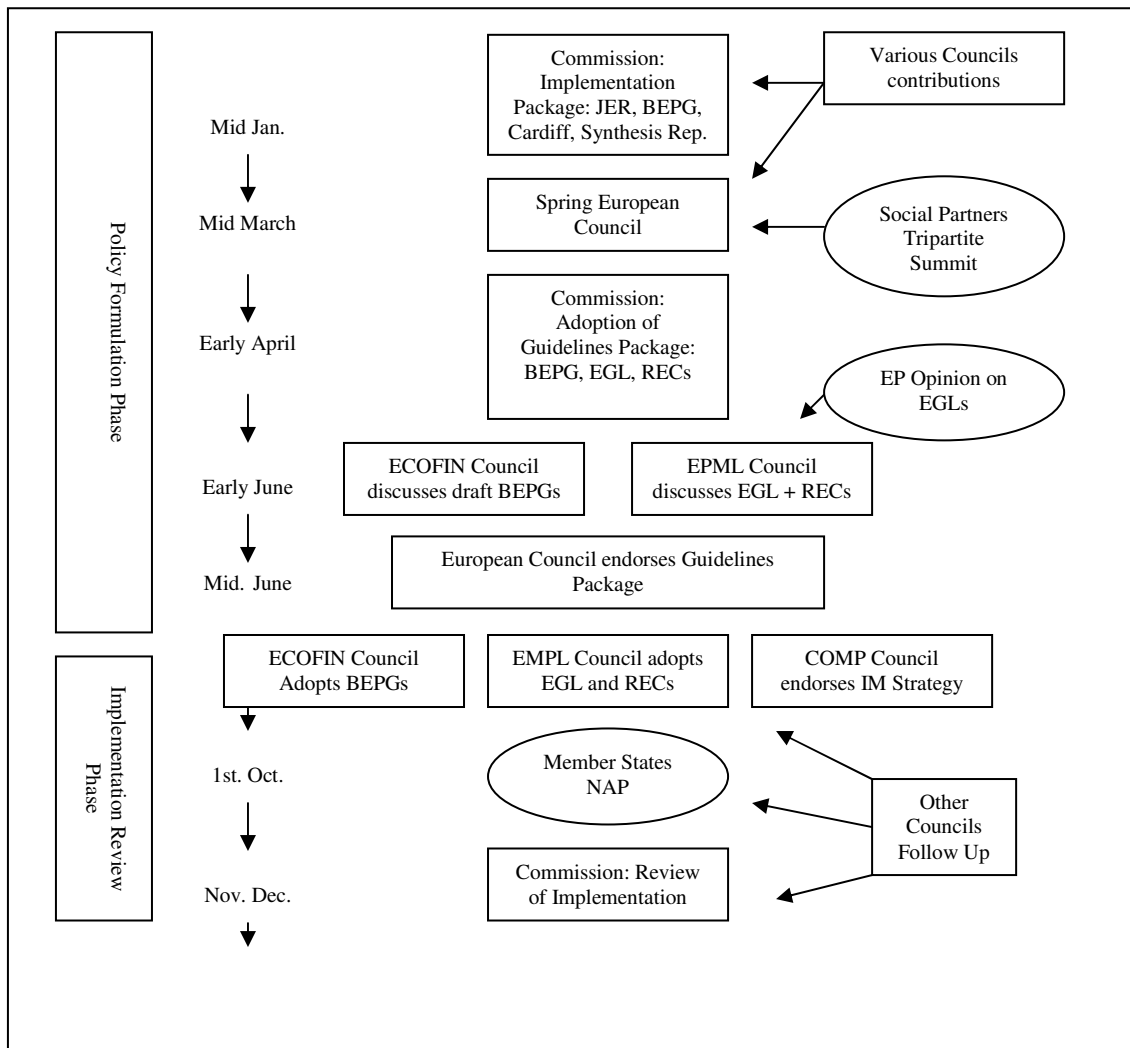 Policy Formulation Phase
Mid Jan.
Commission:
Implementation
Package: JER, BEPG,
Cardiff, Synthesis Rep.
Various Councils
contributions
Mid March
Spring European
Council
Social Partners
Tripartite
Summit
Early April
Commission:
Adoption of
Guidelines Package:
BEPG, EGL, RECs
EP Opinion on
EGLs
Early June
ECOFIN Council
discusses draft BEPGs
EPML Council
discusses EGL + RECs
Mid. June
European Council endorses Guidelines
Package
Implementation Review
Phase
ECOFIN Council
Adopts BEPGs
EMPL Council adopts
EGL and RECs
COMP Council
endorses IM Strategy
1st. Oct.
Member States
NAP
Other
Councils
Follow Up
Nov. Dec.
Commission: Review
of Implementation